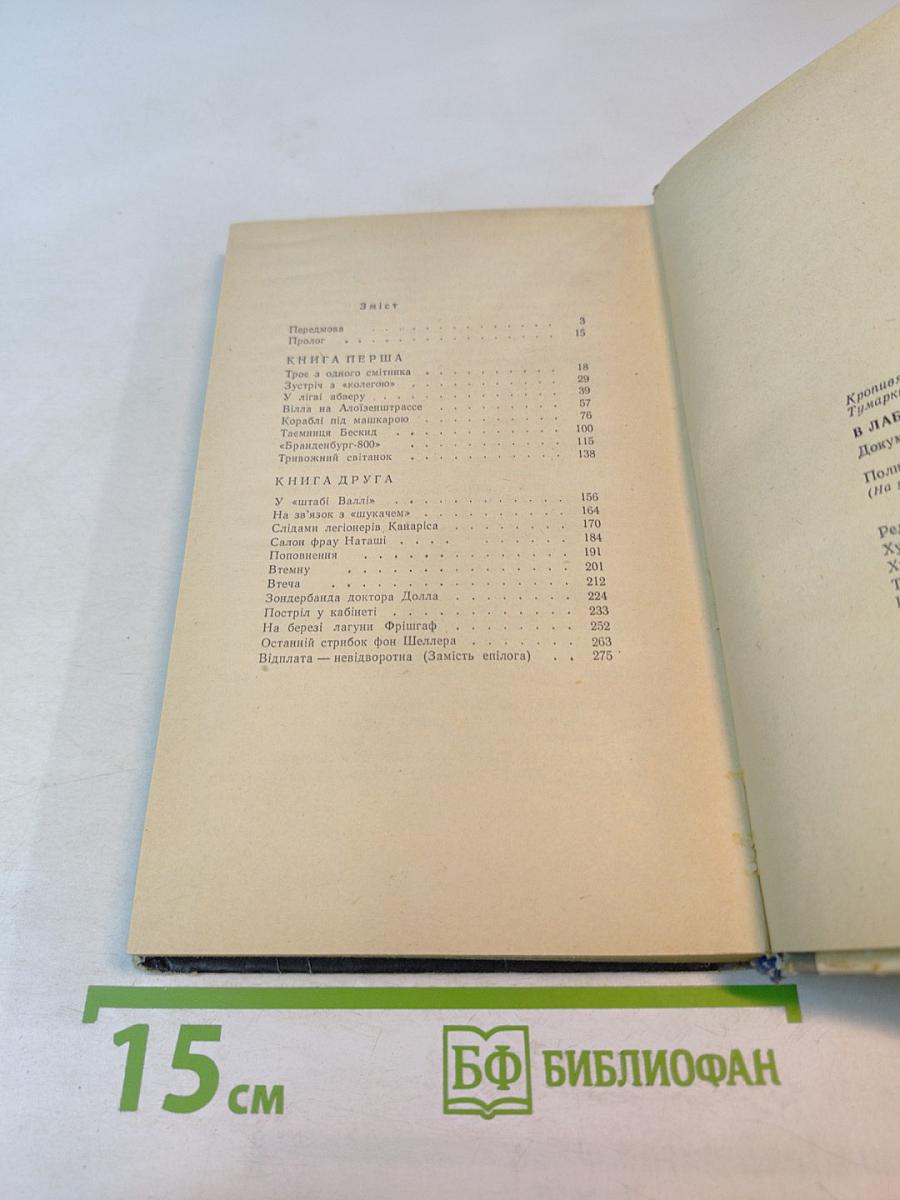 Зміст
Передмова . . . . . . . . . . . 3
Пролог . . . . . . . . . . . . . 15
КНИГА ПЕРША
Троє з одного смітника . . . . . . . 18
Зустріч з «колегою» . . . . . . . . 29
У лігві абверу . . . . . . . . . . 39
Вілла на Алоїзенштрассе . . . . . . 57
Кораблі під машкарою . . . . . . . 76
Таємниця Бескид . . . . . . . . . 100
«Бранденбург-800» . . . . . . . . 115
Тривожний світанок . . . . . . . . 138
КНИГА ДРУГА
У «штабі Валлі» . . . . . . . . . 156
На зв'язок з «шукачем» . . . . . . . 164
Слідами легіонерів Канаріса . . . . . . 170
Салон фрау Наташі . . . . . . . . 184
Поповнення . . . . . . . . . . . 191
Втемну . . . . . . . . . . . . 201
Втеча . . . . . . . . . . . . 212
Зондербанда доктора Долла . . . . . . 224
Постріл у кабінеті . . . . . . . . . 233
На березі лагуни Фрішгаф . . . . . . 252
Останній стрибок фон Шеллера . . . . . 263
Відплата — невідворотна (Замість епілога) . . 275
В ЛАБ
(На
15 см
БФ БИБЛИОФАН